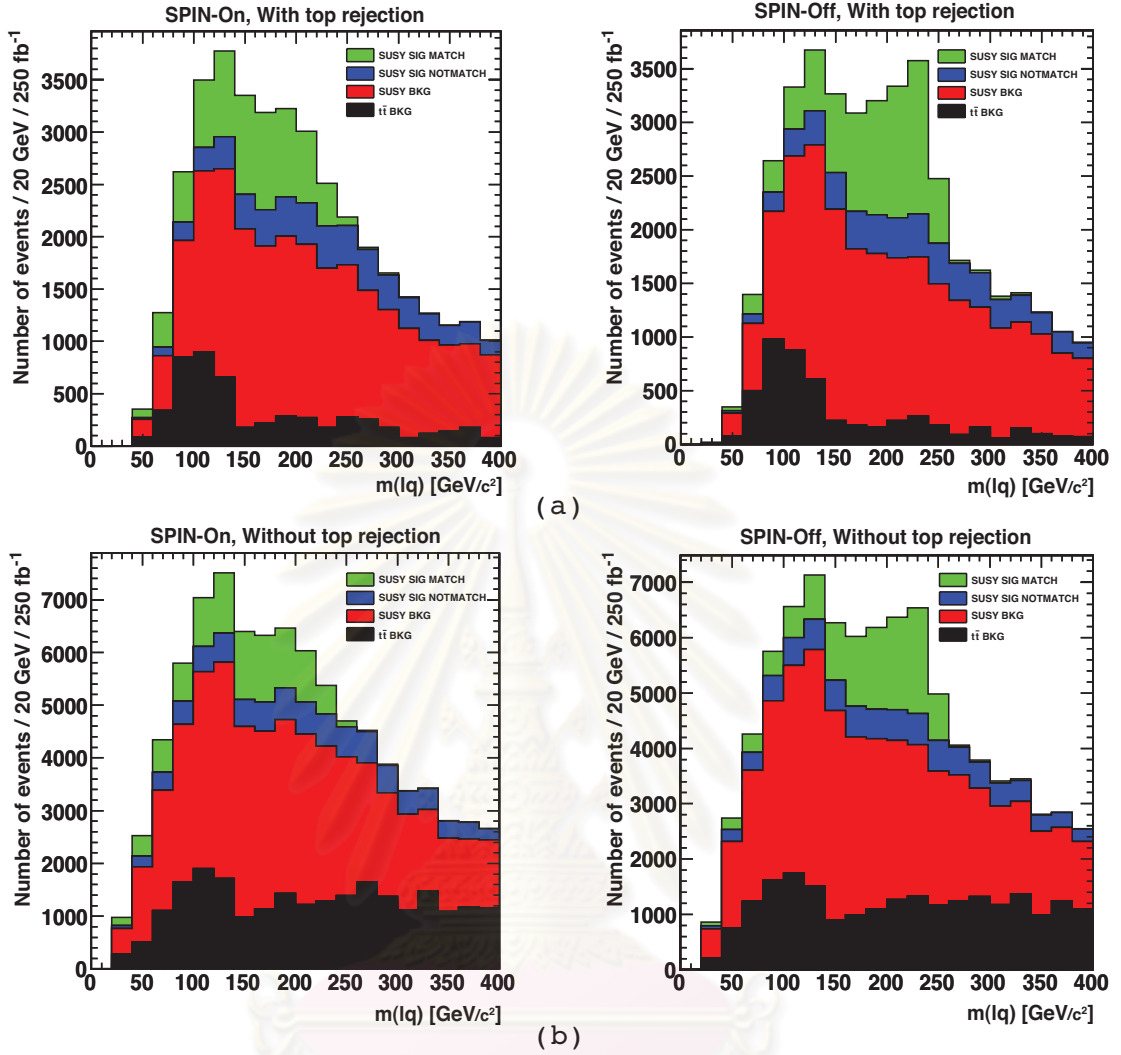 SPIN-On, With top rejection
Number of events / 20 GeV / 250 fb⁻¹
3500
3000
2500
2000
1500
1000
500
0
SUSY SIG MATCH
SUSY SIG NOTMATCH
SUSY BKG
tt̄ BKG
0 50 100 150 200 250 300 350 400
m(lq) [GeV/c²]
SPIN-Off, With top rejection
Number of events / 20 GeV / 250 fb⁻¹
3500
3000
2500
2000
1500
1000
500
0
SUSY SIG MATCH
SUSY SIG NOTMATCH
SUSY BKG
tt̄ BKG
0 50 100 150 200 250 300 350 400
m(lq) [GeV/c²]
(a)
SPIN-On, Without top rejection
Number of events / 20 GeV / 250 fb⁻¹
7000
6000
5000
4000
3000
2000
1000
0
SUSY SIG MATCH
SUSY SIG NOTMATCH
SUSY BKG
tt̄ BKG
0 50 100 150 200 250 300 350 400
m(lq) [GeV/c²]
SPIN-Off, Without top rejection
Number of events / 20 GeV / 250 fb⁻¹
7000
6000
5000
4000
3000
2000
1000
0
SUSY SIG MATCH
SUSY SIG NOTMATCH
SUSY BKG
tt̄ BKG
0 50 100 150 200 250 300 350 400
m(lq) [GeV/c²]
(b)